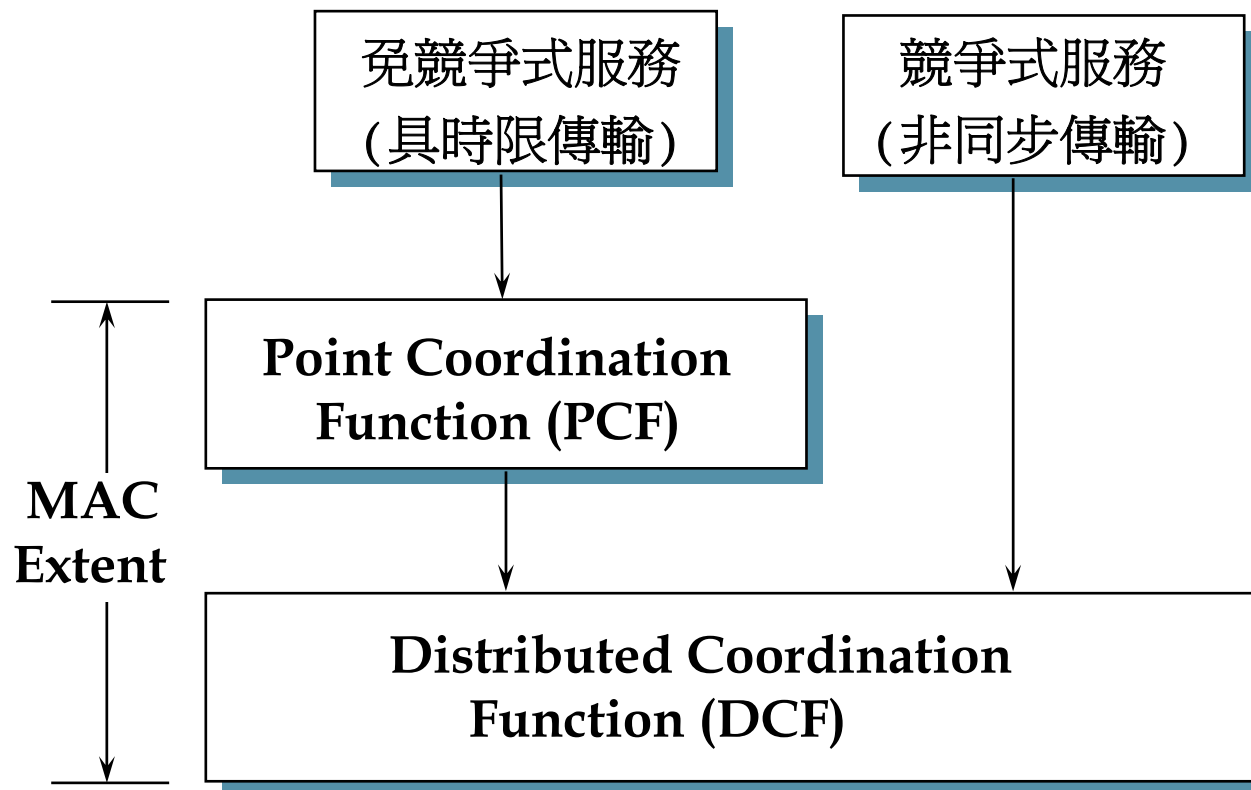 免競爭式服務
(具時限傳輸)
競爭式服務
(非同步傳輸)
Point Coordination
Function (PCF)
MAC
Extent
Distributed Coordination
Function (DCF)